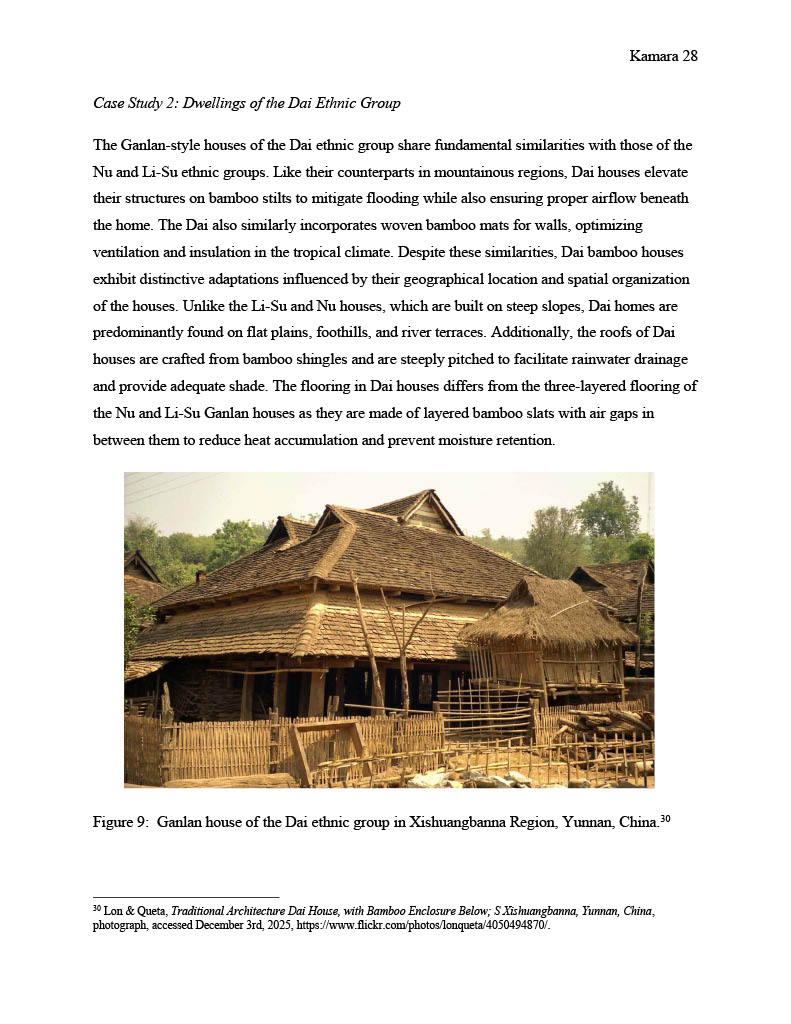 Kamara 28
Case Study 2: Dwellings of the Dai Ethnic Group
The Ganlan-style houses of the Dai ethnic group share fundamental similarities with those of the
Nu and Li-Su ethnic groups. Like their counterparts in mountainous regions, Dai houses elevate
their structures on bamboo stilts to mitigate flooding while also ensuring proper airflow beneath
the home. The Dai also similarly incorporates woven bamboo mats for walls, optimizing
ventilation and insulation in the tropical climate. Despite these similarities, Dai bamboo houses
exhibit distinctive adaptations influenced by their geographical location and spatial organization
of the houses. Unlike the Li-Su and Nu houses, which are built on steep slopes, Dai homes are
predominantly found on flat plains, foothills, and river terraces. Additionally, the roofs of Dai
houses are crafted from bamboo shingles and are steeply pitched to facilitate rainwater drainage
and provide adequate shade. The flooring in Dai houses differs from the three-layered flooring of
the Nu and Li-Su Ganlan houses as they are made of layered bamboo slats with air gaps in
between them to reduce heat accumulation and prevent moisture retention.
Figure 9:  Ganlan house of the Dai ethnic group in Xishuangbanna Region, Yunnan, China.30
30 Lon & Queta, Traditional Architecture Dai House, with Bamboo Enclosure Below; S Xishuangbanna, Yunnan, China,
photograph, accessed December 3rd, 2025, https://www.flickr.com/photos/lonqueta/4050494870/.